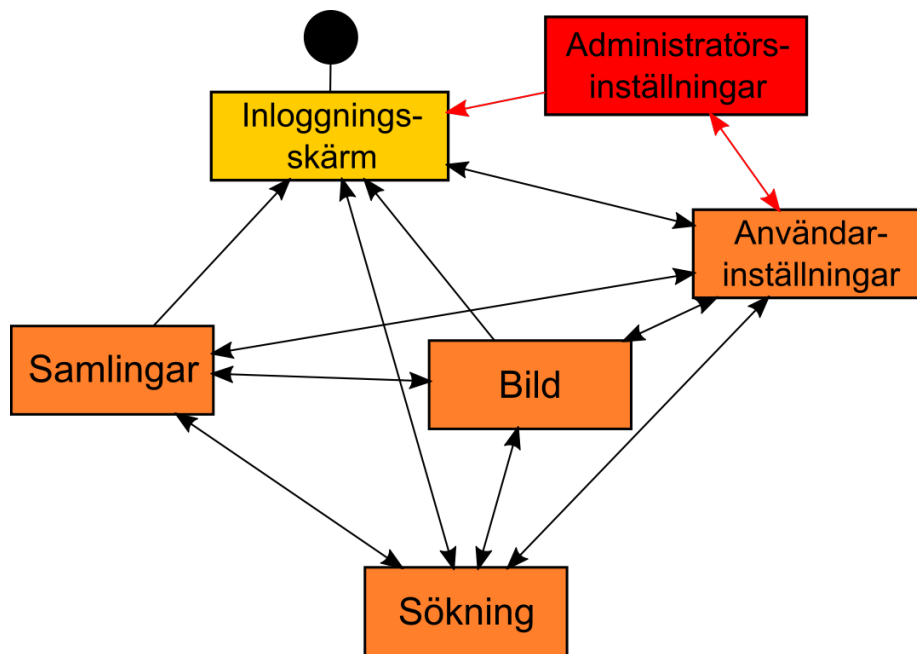 Administratörs-
inställningar
Inloggnings-
skärm
Användar-
inställningar
Samlingar
Bild
Sökning